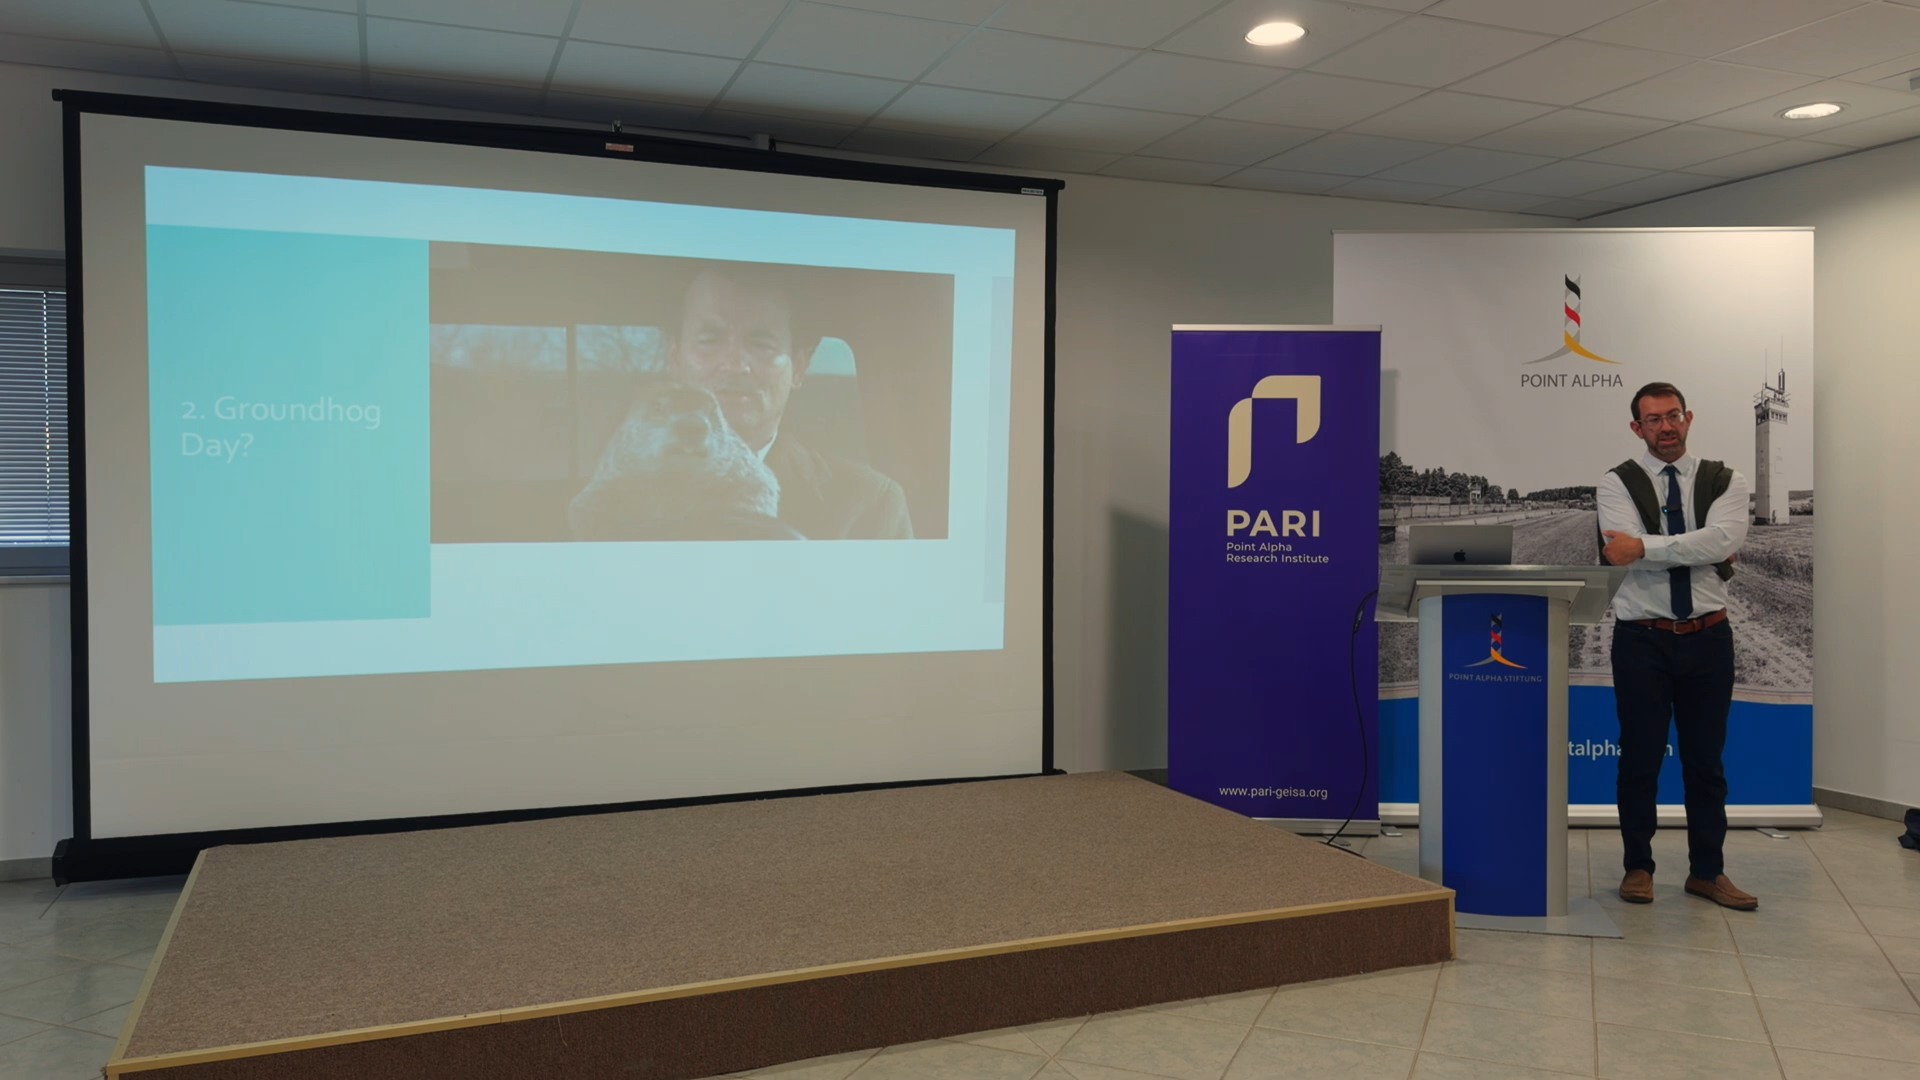 2. Groundhog
Day?
PARI
Point Alpha
Research Institute
www.pari-geisa.org
POINT ALPHA
POINT ALPHA STIFTUNG
talpha